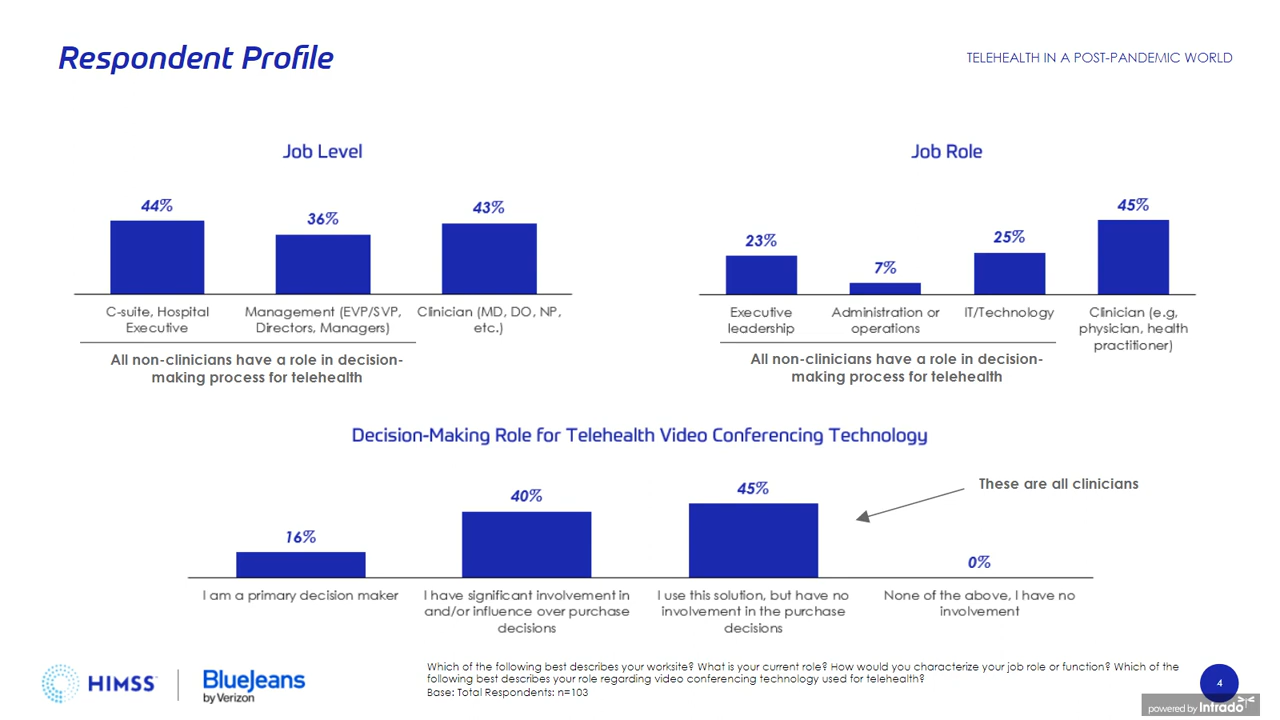 Respondent Profile
TELEHEALTH IN A POST-PANDEMIC WORLD
Job Level
44%
36%
43%
C-suite, Hospital
Executive
Management (EVP/SVP,
Directors, Managers)
Clinician (MD, DO, NP,
etc.)
All non-clinicians have a role in decision-
making process for telehealth
Job Role
23%
7%
25%
45%
Executive
leadership
Administration or
operations
IT/Technology
Clinician (e.g,
physician, health
practitioner)
All non-clinicians have a role in decision-
making process for telehealth
Decision-Making Role for Telehealth Video Conferencing Technology
16%
40%
45%
0%
These are all clinicians
I am a primary decision maker
I have significant involvement in
and/or influence over purchase
decisions
I use this solution, but have no
involvement in the purchase
decisions
None of the above, I have no
involvement
HIMSS
BlueJeans
by Verizon
Which of the following best describes your worksite? What is your current role? How would you characterize your job role or function? Which of the
following best describes your role regarding video conferencing technology used for telehealth?
Base: Total Respondents: n=103
4
powered by Intrado